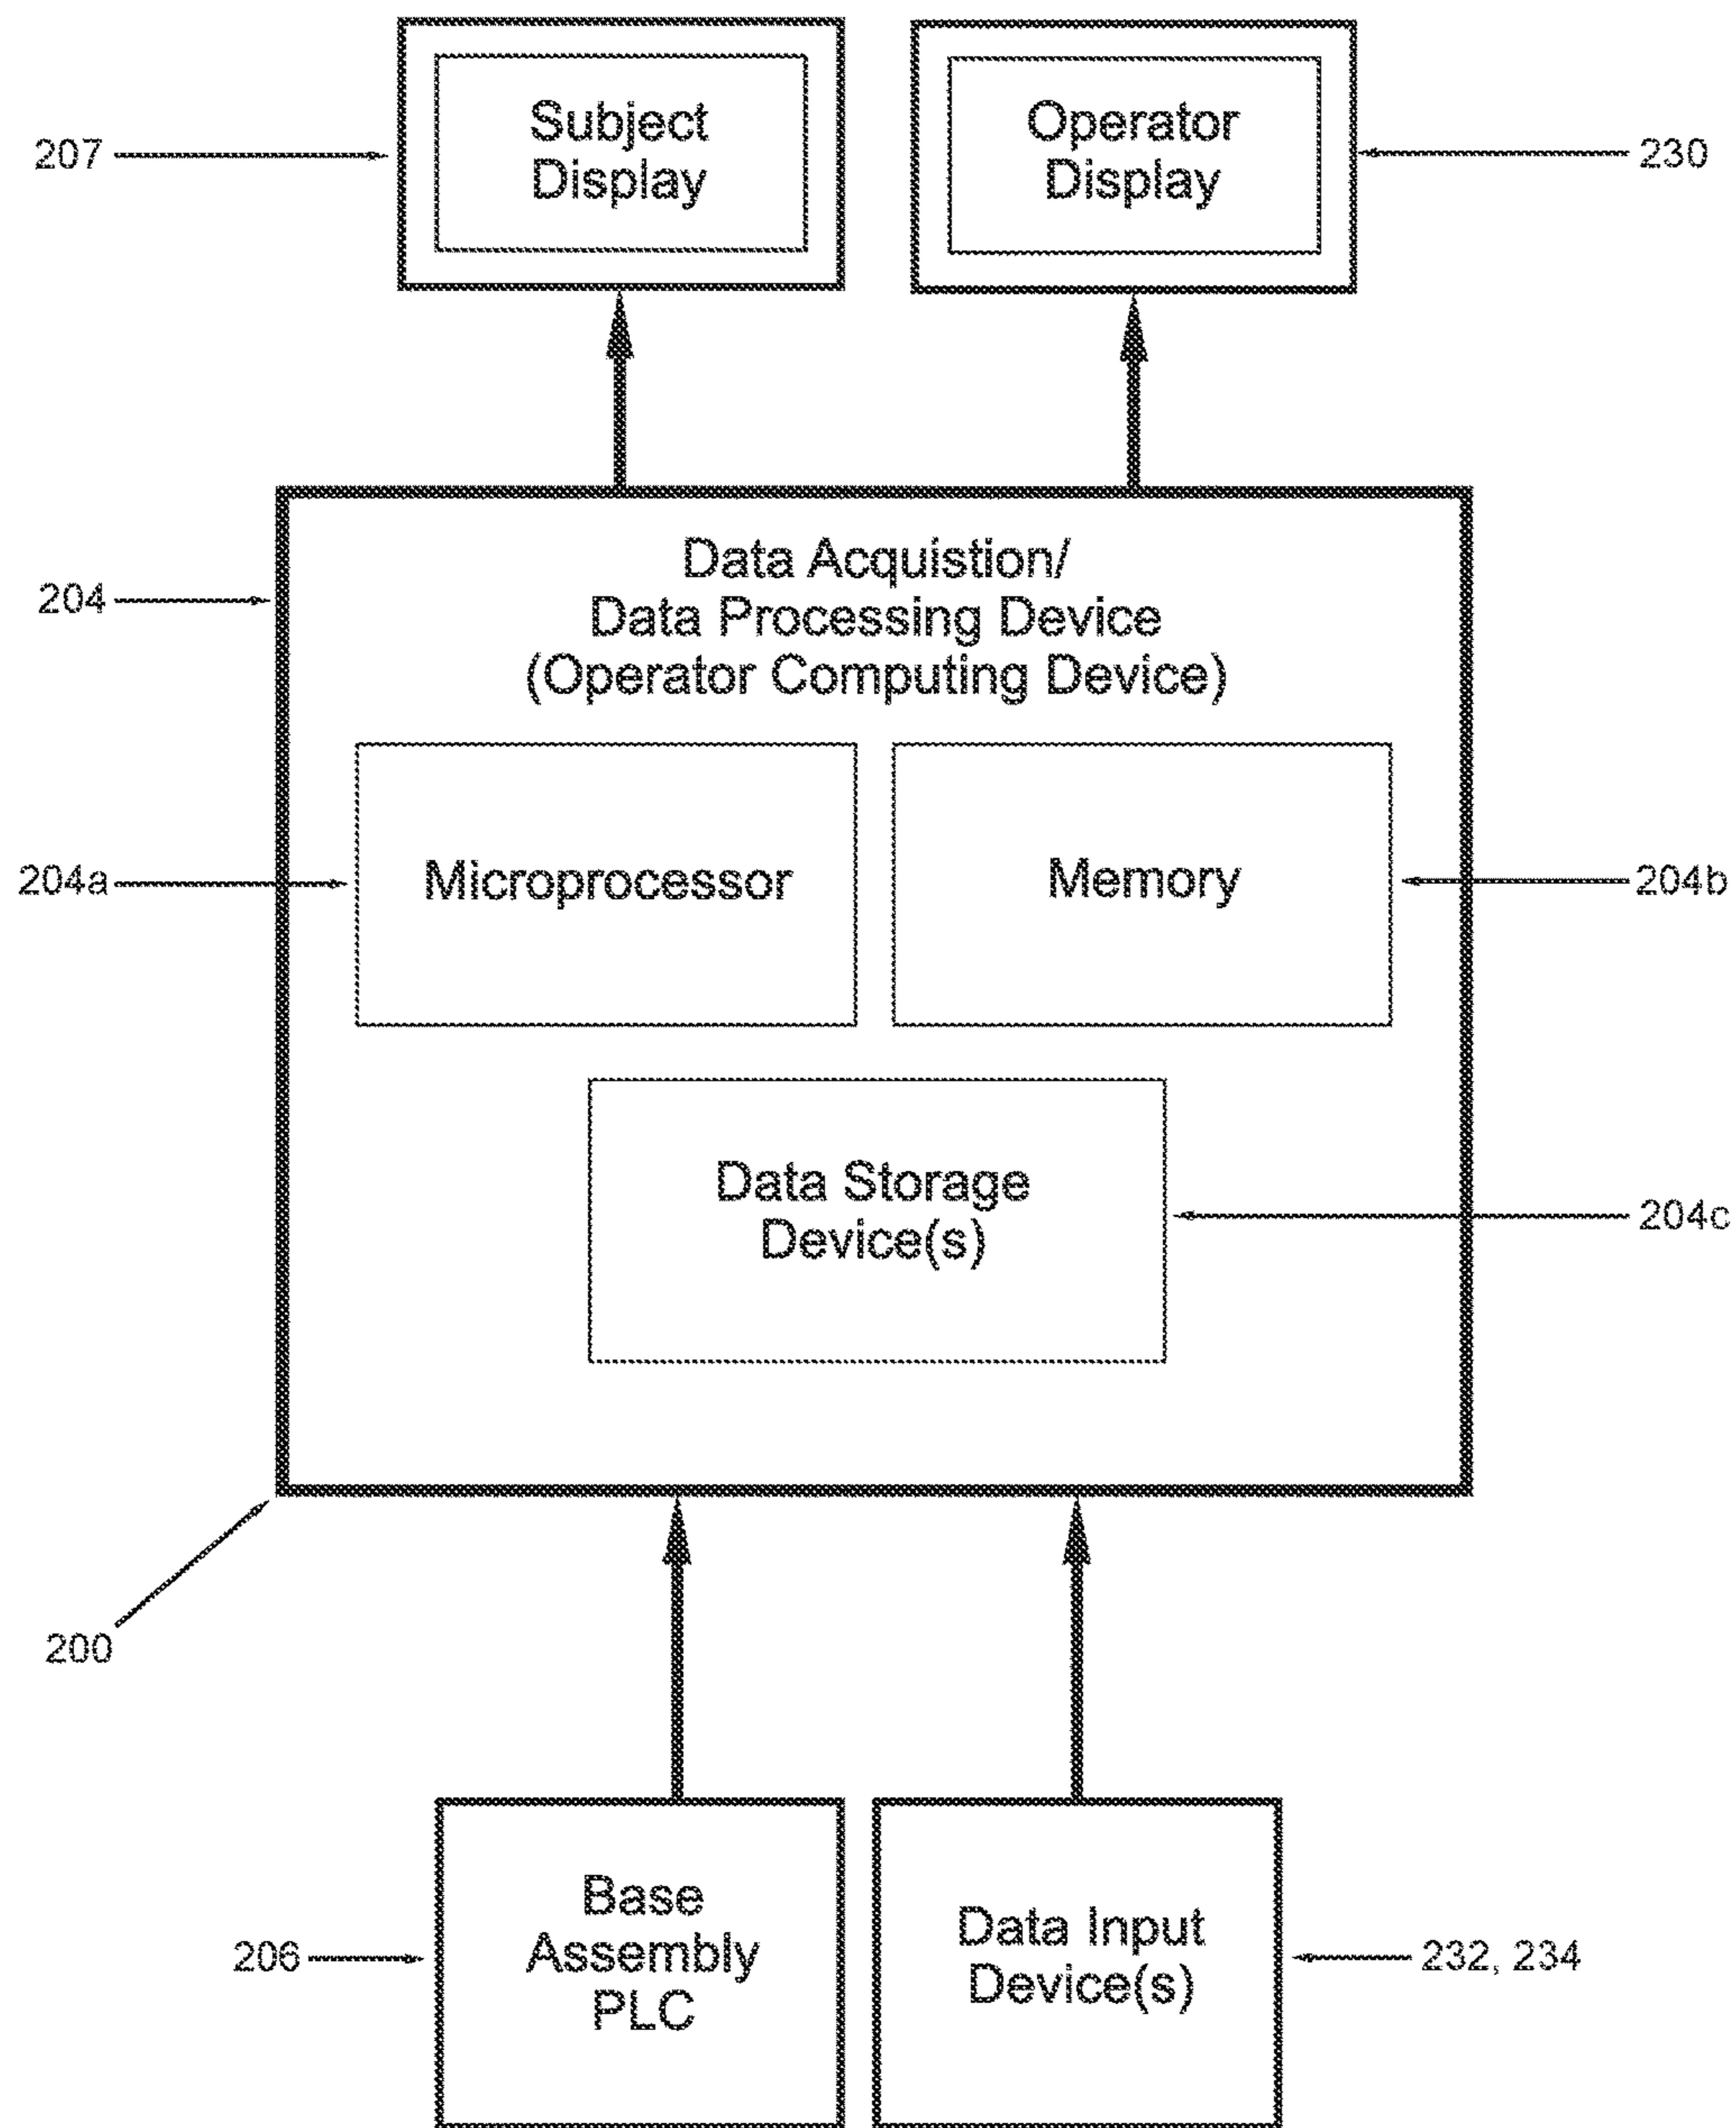 Subject
Display
Operator
Display
207
230
Data Acquistion/
Data Processing Device
(Operator Computing Device)
204
204a
Microprocessor
Memory
204b
Data Storage
Device(s)
204c
200
Base
Assembly
PLC
Data Input
Device(s)
206
232, 234